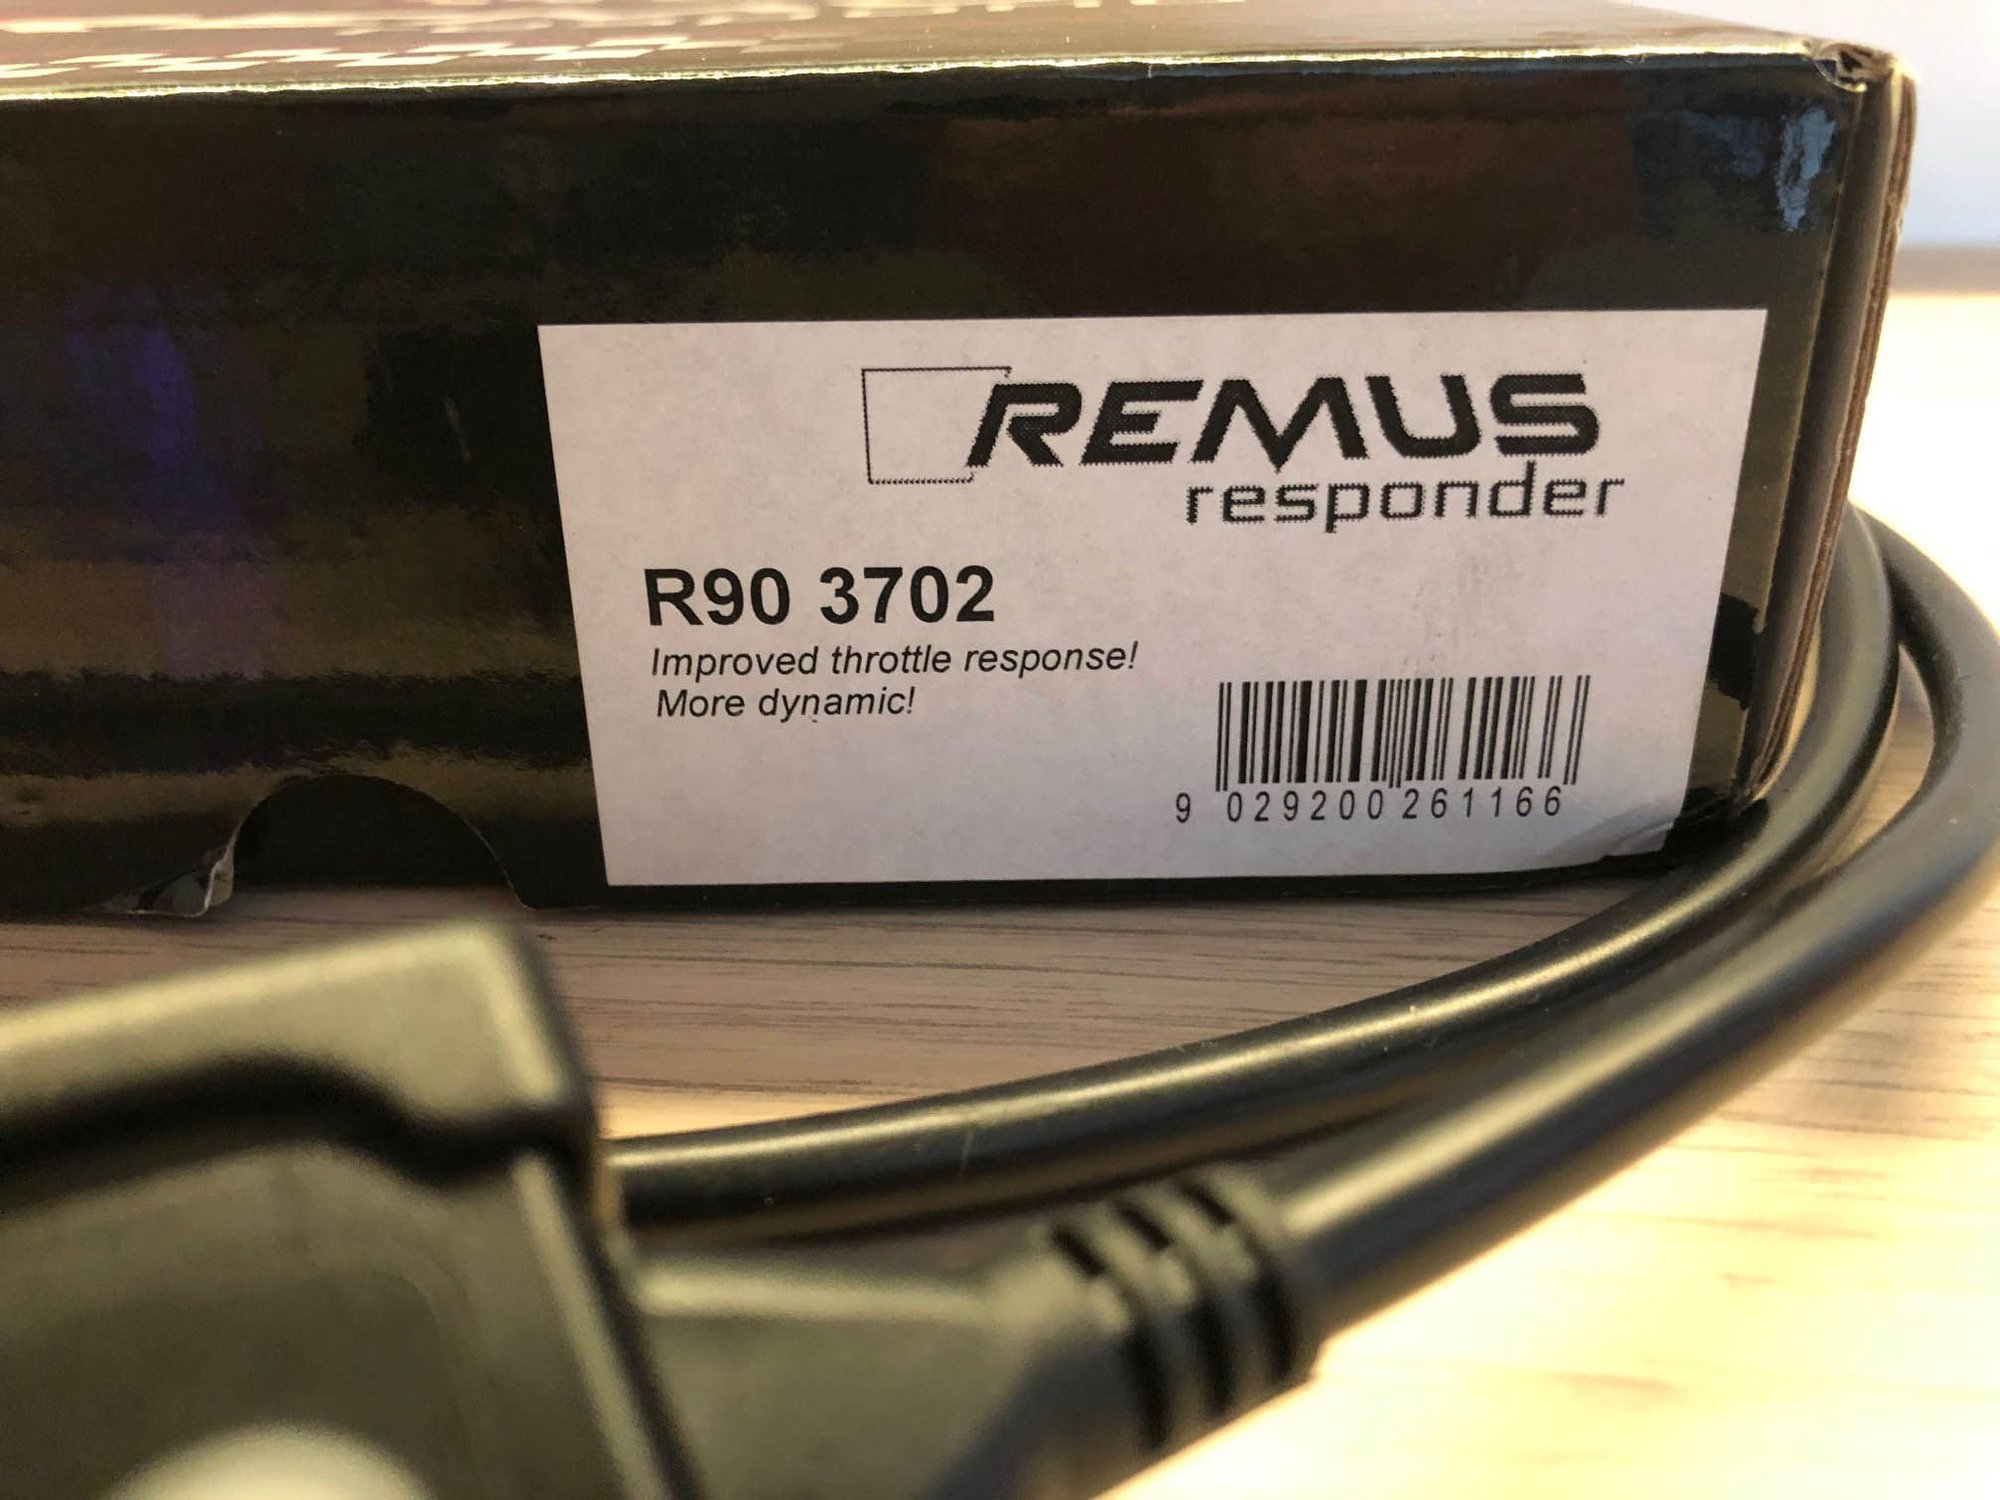 REMUS
responder
R90 3702
Improved throttle response!
More dynamic!
9 029200 261166